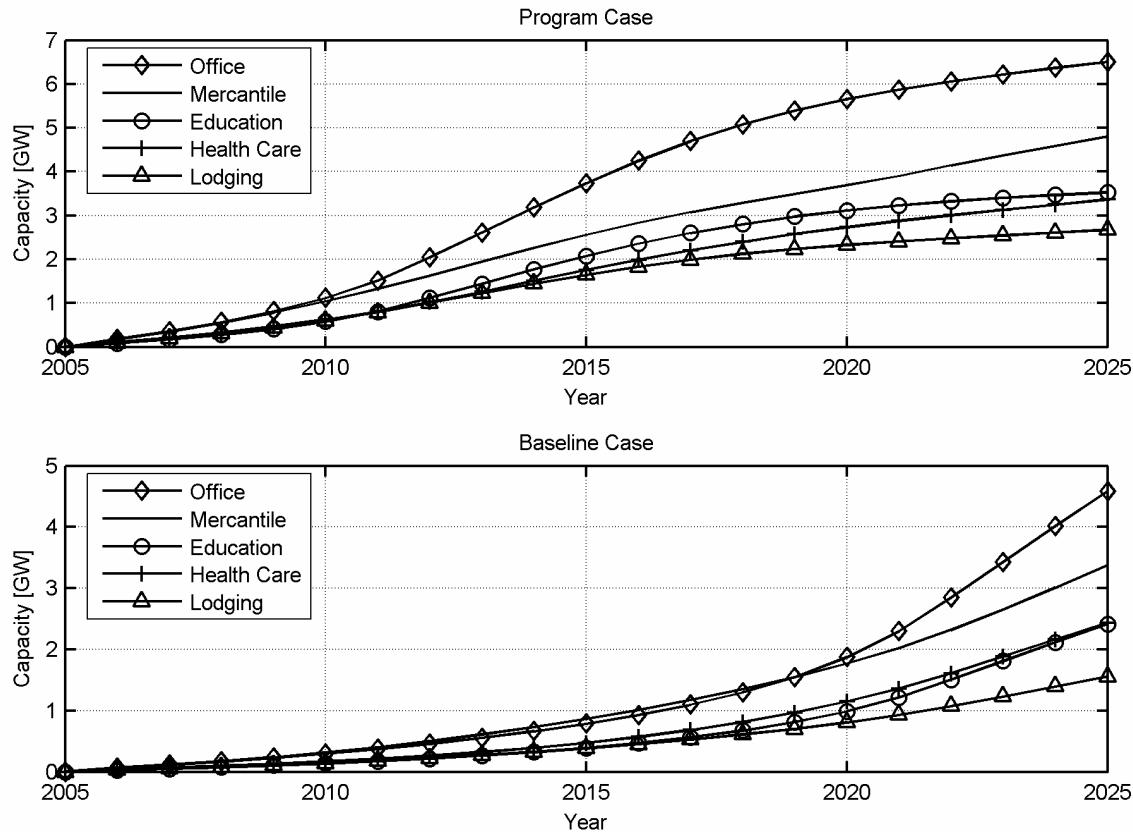 Program Case
7
6
5
4
3
2
1
0
Capacity [GW]
Office
Mercantile
Education
Health Care
Lodging
2005 2010 2015 2020 2025
Year
Baseline Case
5
4
3
2
1
0
Capacity [GW]
Office
Mercantile
Education
Health Care
Lodging
2005 2010 2015 2020 2025
Year